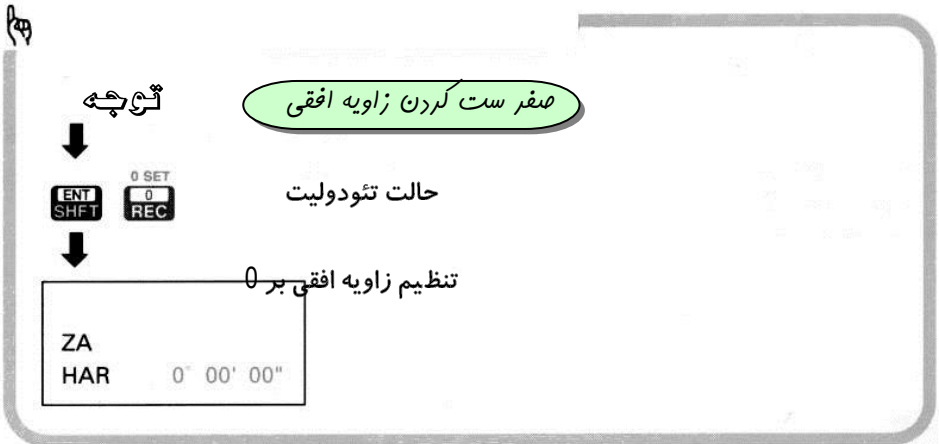 توجه
صفر ست کردن زاویه افقی
0 SET
ENT 0
SHFT REC
حالت تئودولیت
تنظیم زاویه افقی بر 0
ZA
HAR 0° 00' 00"